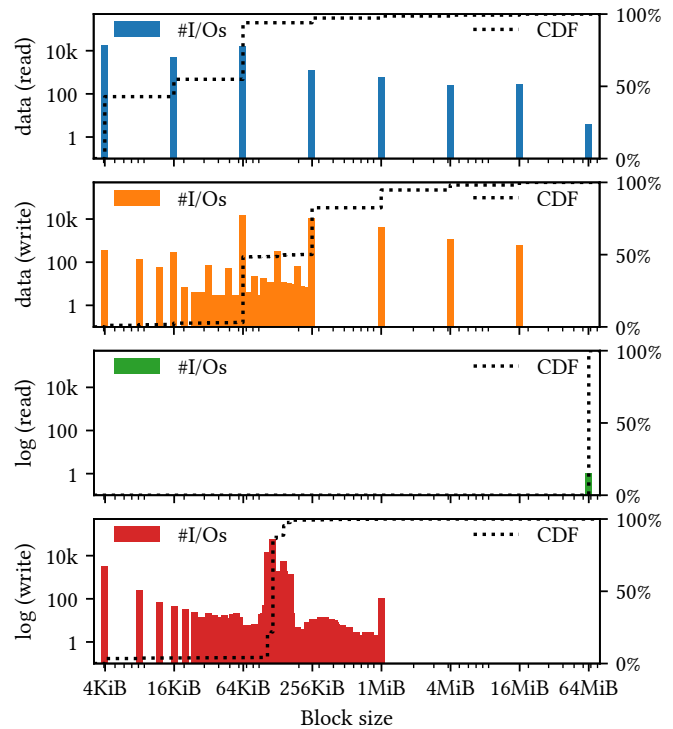 #I/Os CDF
data (read)
10k
100
1
100%
50%
0%
#I/Os CDF
data (write)
10k
100
1
100%
50%
0%
#I/Os CDF
log (read)
10k
100
1
100%
50%
0%
#I/Os CDF
log (write)
10k
100
1
100%
50%
0%
4KiB 16KiB 64KiB 256KiB 1MiB 4MiB 16MiB 64MiB
Block size